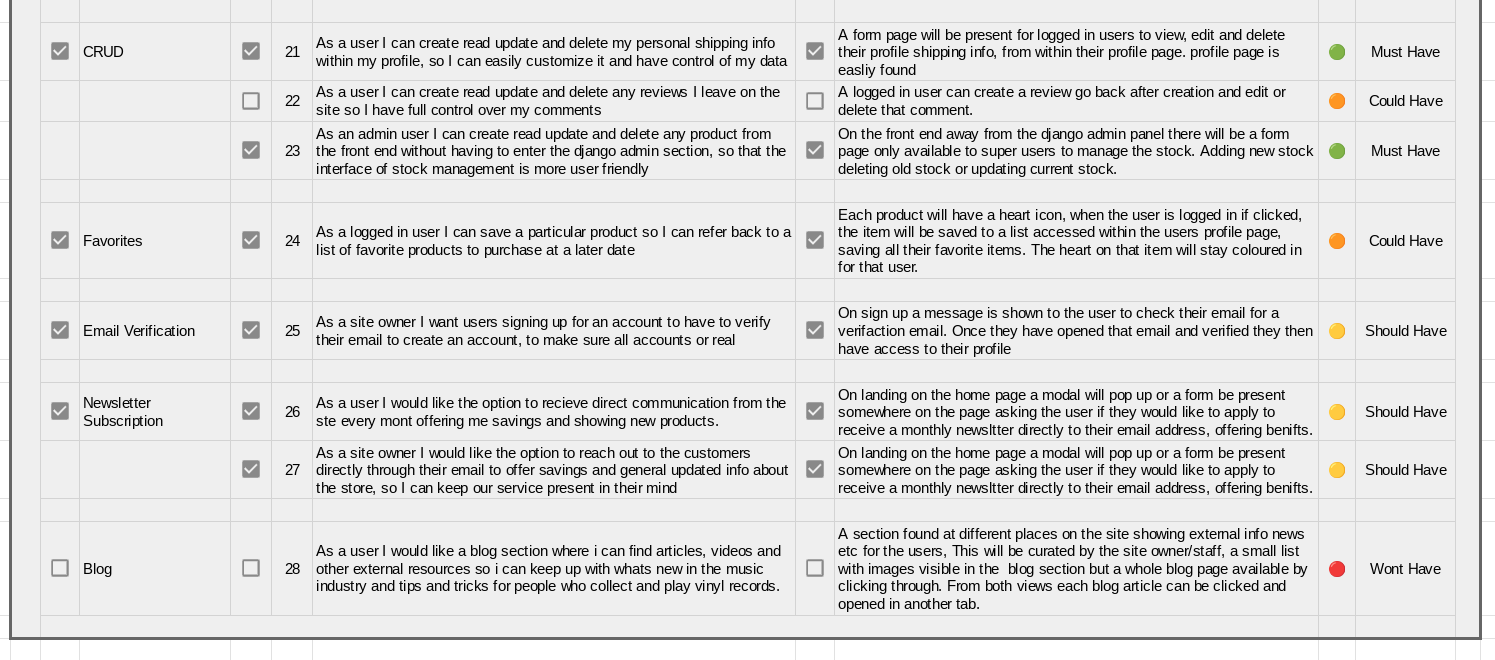 CRUD
21
As a user I can create read update and delete my personal shipping info
within my profile, so I can easily customize it and have control of my data
A form page will be present for logged in users to view, edit and delete
their profile shipping info, from within their profile page. profile page is
easliy found
Must Have
22
As a user I can create read update and delete any reviews I leave on the
site so I have full control over my comments
A logged in user can create a review go back after creation and edit or
delete that comment.
Could Have
23
As an admin user I can create read update and delete any product from
the front end without having to enter the django admin section, so that the
interface of stock management is more user friendly
On the front end away from the django admin panel there will be a form
page only available to super users to manage the stock. Adding new stock
deleting old stock or updating current stock.
Must Have
Favorites
24
As a logged in user I can save a particular product so I can refer back to a
list of favorite products to purchase at a later date
Each product will have a heart icon, when the user is logged in if clicked,
the item will be saved to a list accessed within the users profile page,
saving all their favorite items. The heart on that item will stay coloured in
for that user.
Could Have
Email Verification
25
As a site owner I want users signing up for an account to have to verify
their email to create an account, to make sure all accounts or real
On sign up a message is shown to the user to check their email for a
verifaction email. Once they have opened that email and verified they then
have access to their profile
Should Have
Newsletter
Subscription
26
As a user I would like the option to recieve direct communication from the
ste every mont offering me savings and showing new products.
On landing on the home page a modal will pop up or a form be present
somewhere on the page asking the user if they would like to apply to
receive a monthly newsltter directly to their email address, offering benifts.
Should Have
27
As a site owner I would like the option to reach out to the customers
directly through their email to offer savings and general updated info about
the store, so I can keep our service present in their mind
On landing on the home page a modal will pop up or a form be present
somewhere on the page asking the user if they would like to apply to
receive a monthly newsltter directly to their email address, offering benifts.
Should Have
Blog
28
As a user I would like a blog section where i can find articles, videos and
other external resources so i can keep up with whats new in the music
industry and tips and tricks for people who collect and play vinyl records.
A section found at different places on the site showing external info news
etc for the users, This will be curated by the site owner/staff, a small list
with images visible in the  blog section but a whole blog page available by
clicking through. From both views each blog article can be clicked and
opened in another tab.
Wont Have